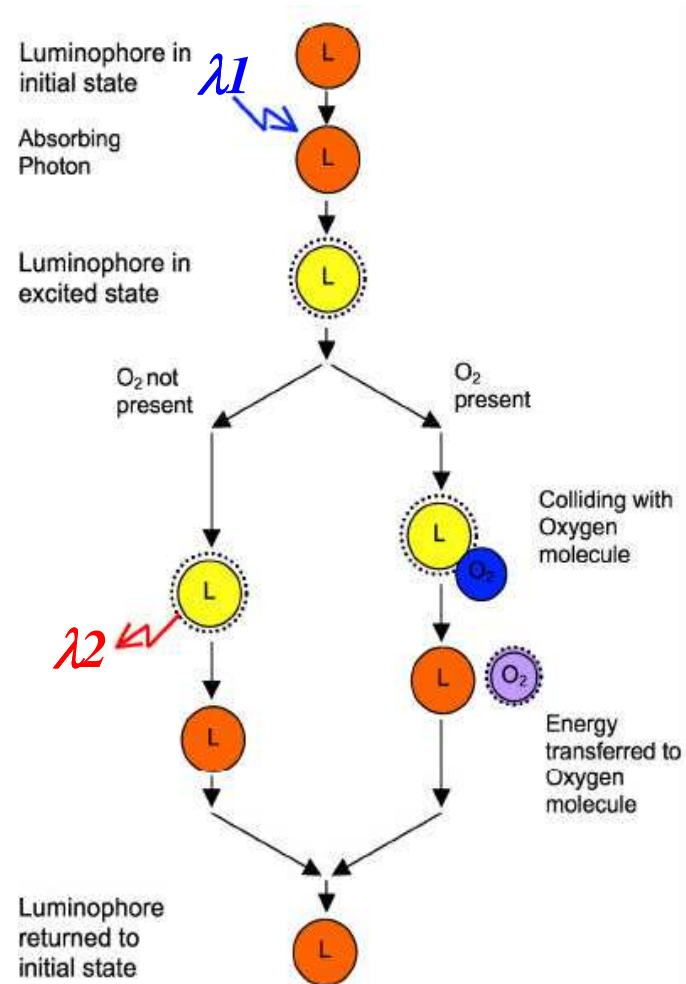 L
Luminophore in
initial state
λ1
Absorbing
Photon
L
Luminophore in
excited state
L
O₂ not
present
O₂
present
L
O₂
Colliding with
Oxygen
molecule
L
λ2
L
O₂
Energy
transferred to
Oxygen
molecule
L
Luminophore
returned to
initial state
L